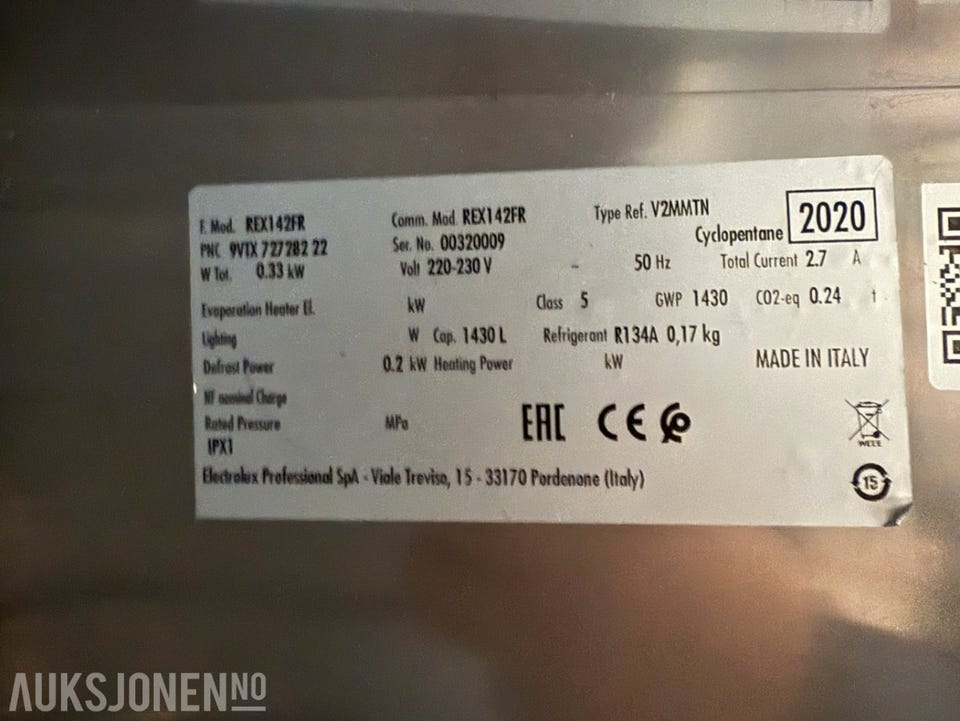 F. Mod. REX142FR Comm. Mod. REX142FR Type Ref. V2MMTN 2020
PNC 9VTX 727282 22 Ser. No. 00320009 Cyclopentane
W Tot. 0.33 kW Volt 220-230 V ~ 50 Hz Total Current 2.7 A
Evaporation Heater El. kW Class 5 GWP 1430 CO2-eq 0.24 t
Lighting W Cap. 1430 L Refrigerant R134A 0,17 kg
Defrost Power 0.2 kW Heating Power kW MADE IN ITALY
NF nominal Charge
Rated Pressure MPa EAC CE
IPX1 WEEE
Electrolux Professional SpA - Viale Treviso, 15 - 33170 Pordenone (Italy) 15
AUKSJONEN NO